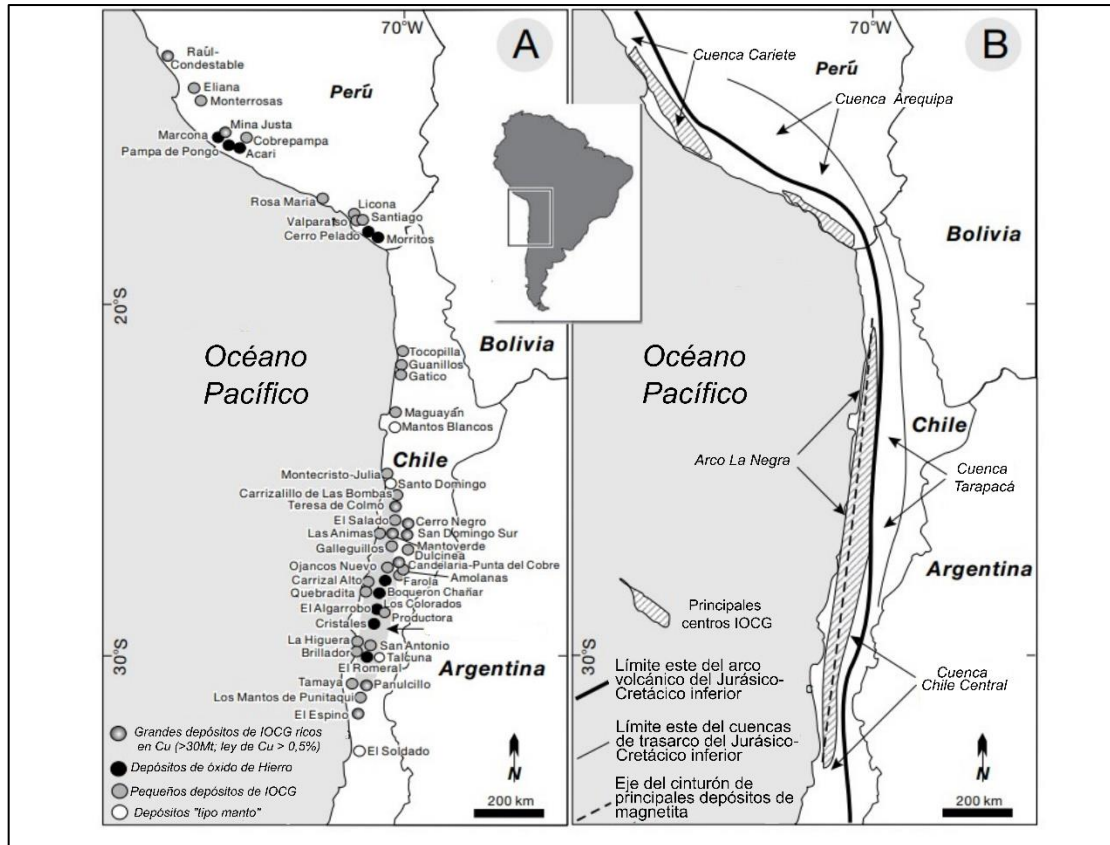 70°W
A
Raúl-
Condestable
Eliana
Monterrosas
Perú
Mina Justa
Marcona
Cobrepampa
Pampa de Pongo
Acari
Rosa Maria
Licona
Santiago
Valparaíso
Cerro Pelado
Morritos
20°S
Océano
Pacífico
Bolivia
Tocopilla
Guanillos
Gatico
Maguayán
Mantos Blancos
Chile
Montecristo-Julia
Santo Domingo
Carrizalillo de Las Bombas
Teresa de Colmo
El Salado
Cerro Negro
Las Animas
San Domingo Sur
Mantoverde
Galleguillos
Dulcinea
Candelaria-Punta del Cobre
Ojancos Nuevo
Amolanas
Carrizal Alto
Farola
Quebradita
Boqueron Chañar
Los Colorados
El Algarrobo
Productora
Cristales
La Higuera
San Antonio
Brillador
Talcuna
30°S
El Romeral
Argentina
Tamaya
Panulcillo
Los Mantos de Punitaqui
El Espino
El Soldado
Grandes depósitos de IOCG ricos
en Cu (>30Mt; ley de Cu > 0,5%)
Depósitos de óxido de Hierro
Pequeños depósitos de IOCG
Depósitos "tipo manto"
N
200 km
70°W
B
Cuenca Cariete
Perú
Cuenca Arequipa
Bolivia
20°S
Océano
Pacífico
Chile
Arco La Negra
Cuenca
Tarapacá
Argentina
Principales
centros IOCG
30°S
Cuenca
Chile Central
Límite este del arco
volcánico del Jurásico-
Cretácico inferior
Límite este del cuencas
de trasarco del Jurásico-
Cretácico inferior
Eje del cinturón de
principales depósitos de
magnetita
N
200 km